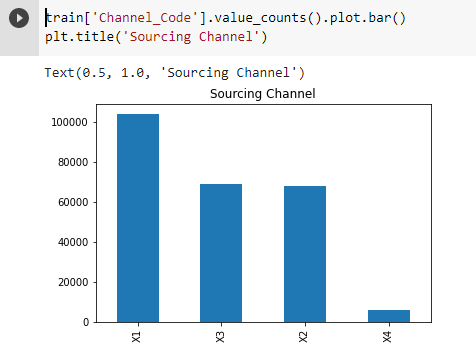 train['Channel_Code'].value_counts().plot.bar()
plt.title('Sourcing Channel')
Text(0.5, 1.0, 'Sourcing Channel')
Sourcing Channel
100000
80000
60000
40000
20000
0
X1 X3 X2 X4